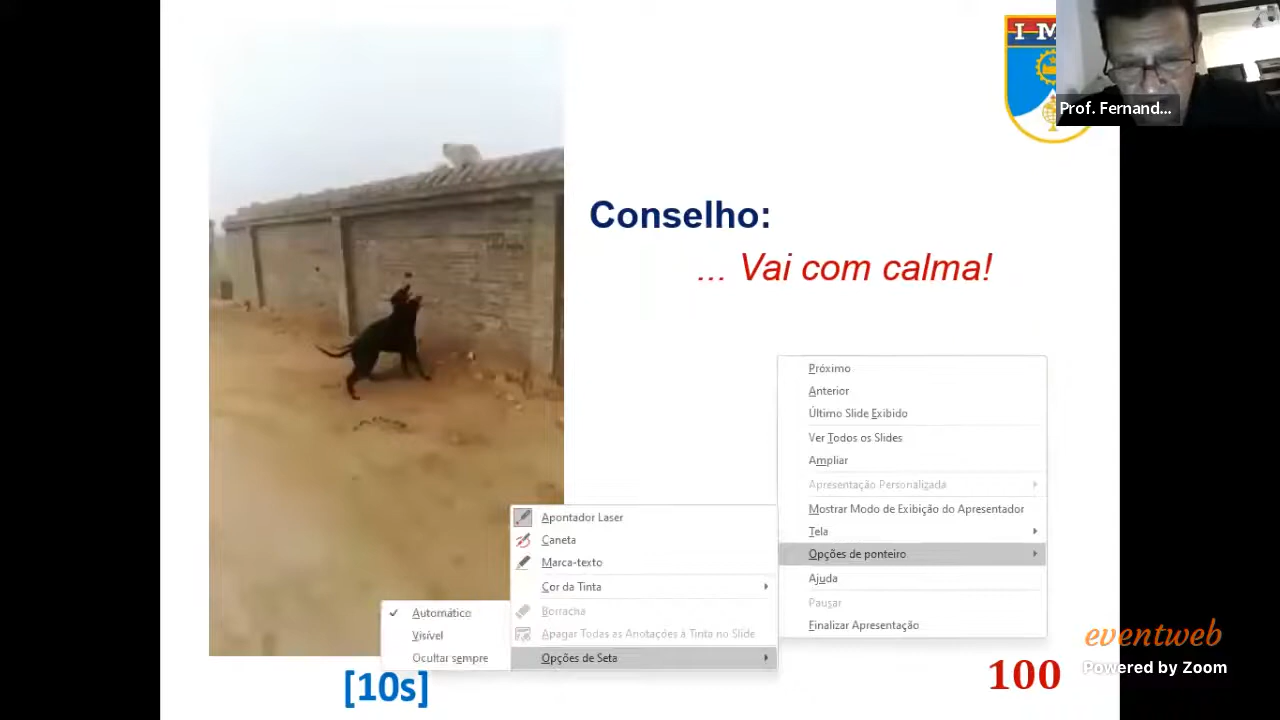 I M
Prof. Fernand...
Conselho:
... Vai com calma!
Próximo
Anterior
Último Slide Exibido
Ver Todos os Slides
Ampliar
Apresentação Personalizada
Mostrar Modo de Exibição do Apresentador
Tela
Opções de ponteiro
Ajuda
Pausar
Finalizar Apresentação
Apontador Laser
Caneta
Marca-texto
Cor da Tinta
Borracha
Apagar Todas as Anotações à Tinta no Slide
Opções de Seta
Automático
Visível
Ocultar sempre
[10s]
100
eventweb
Powered by Zoom